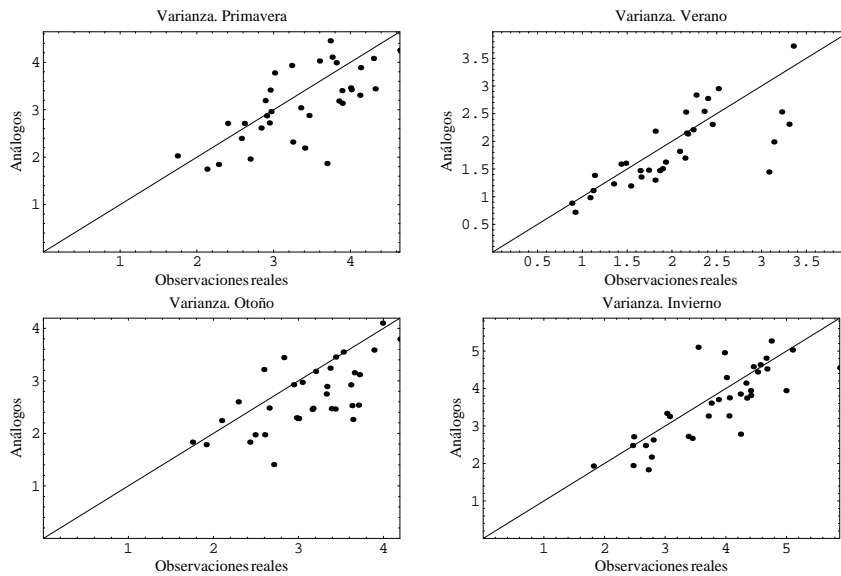 Varianza. Primavera
4
3
2
1
Análogos
1 2 3 4
Observaciones reales
Varianza. Verano
3.5
3
2.5
2
1.5
1
0.5
Análogos
0.5 1 1.5 2 2.5 3 3.5
Observaciones reales
Varianza. Otoño
4
3
2
1
Análogos
1 2 3 4
Observaciones reales
Varianza. Invierno
5
4
3
2
1
Análogos
1 2 3 4 5
Observaciones reales